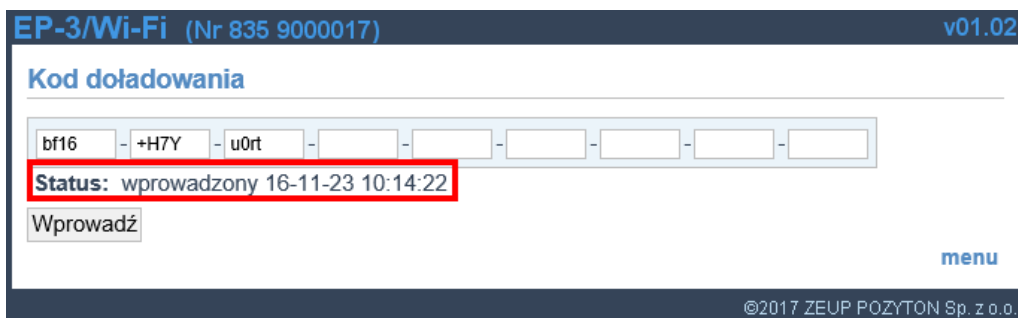 EP-3/Wi-Fi (Nr 835 9000017) v01.02
Kod doładowania
bf16 - +H7Y - u0rt - - - - - -
Status: wprowadzony 16-11-23 10:14:22
Wprowadź
menu
©2017 ZEUP POZYTON Sp. z o.o.